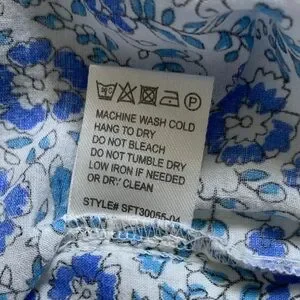 P
MACHINE WASH COLD
HANG TO DRY
DO NOT BLEACH
DO NOT TUMBLE DRY
LOW IRON IF NEEDED
OR DRY CLEAN
STYLE# SFT30055-04